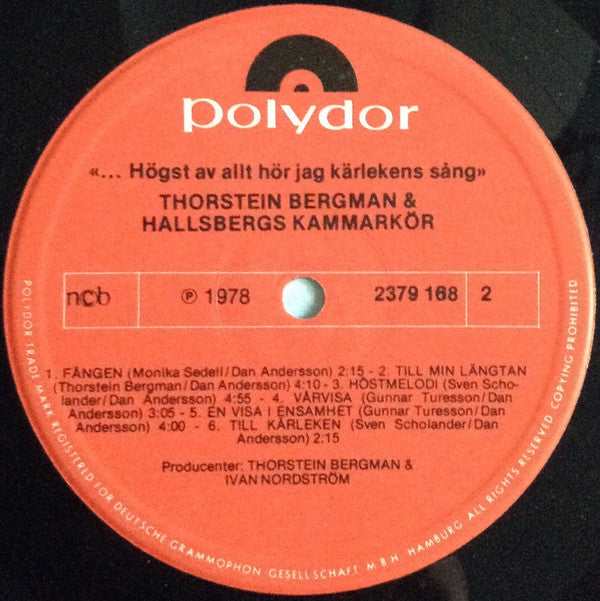 polydor
«... Högst av allt hör jag kärlekens sång»
THORSTEIN BERGMAN &
HALLSBERGS KAMMARKÖR
ncb ℗ 1978 2379 168 2
1. FÅNGEN (Monika Sedell/Dan Andersson) 2:15 - 2. TILL MIN LÄNGTAN
(Thorstein Bergman/Dan Andersson) 4:10 - 3. HÖSTMELODI (Sven Scho-
lander/Dan Andersson) 4:55 - 4. VÅRVISA (Gunnar Turesson/Dan
Andersson) 3:05 - 5. EN VISA I ENSAMHET (Gunnar Turesson/Dan
Andersson) 4:00 - 6. TILL KÄRLEKEN (Sven Scholander/Dan
Andersson) 2:15
Producenter: THORSTEIN BERGMAN &
IVAN NORDSTRÖM
POLYDOR TRADE MARK REGISTERED FOR DEUTSCHE GRAMMOPHON GESELLSCHAFT M B H. HAMBURG ALL RIGHTS RESERVED COPYING PROHIBITED